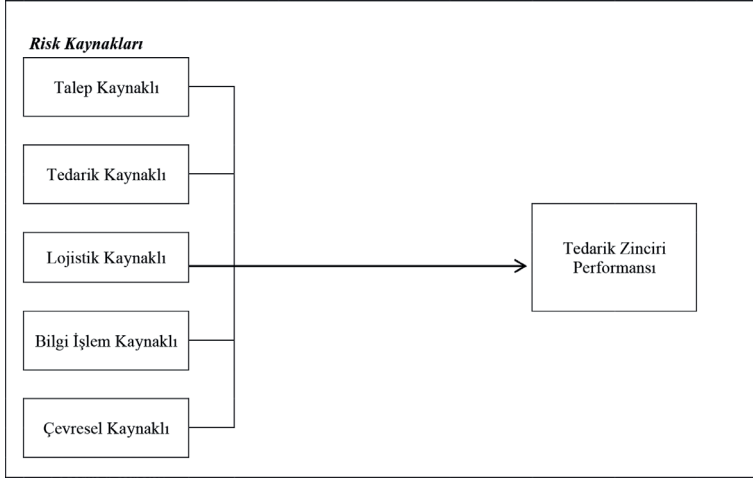 Risk Kaynakları
Talep Kaynaklı
Tedarik Kaynaklı
Lojistik Kaynaklı
Bilgi İşlem Kaynaklı
Çevresel Kaynaklı
Tedarik Zinciri
Performansı